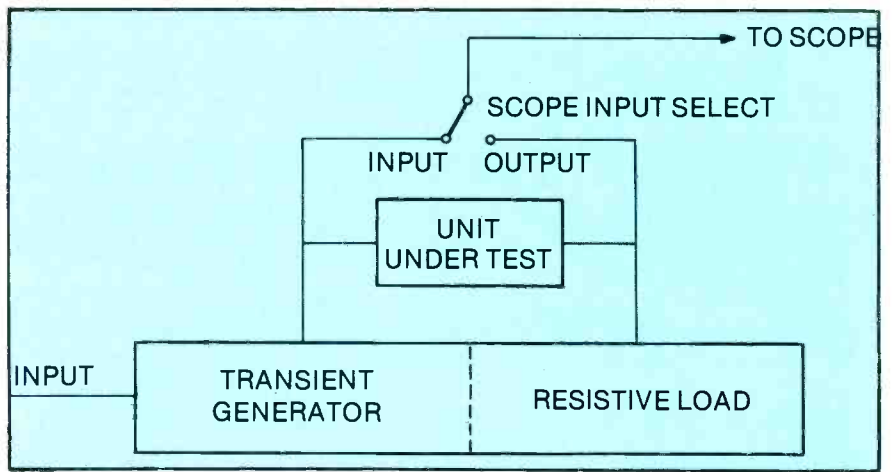 TO SCOPE
SCOPE INPUT SELECT
INPUT OUTPUT
UNIT
UNDER TEST
INPUT
TRANSIENT
GENERATOR
RESISTIVE LOAD